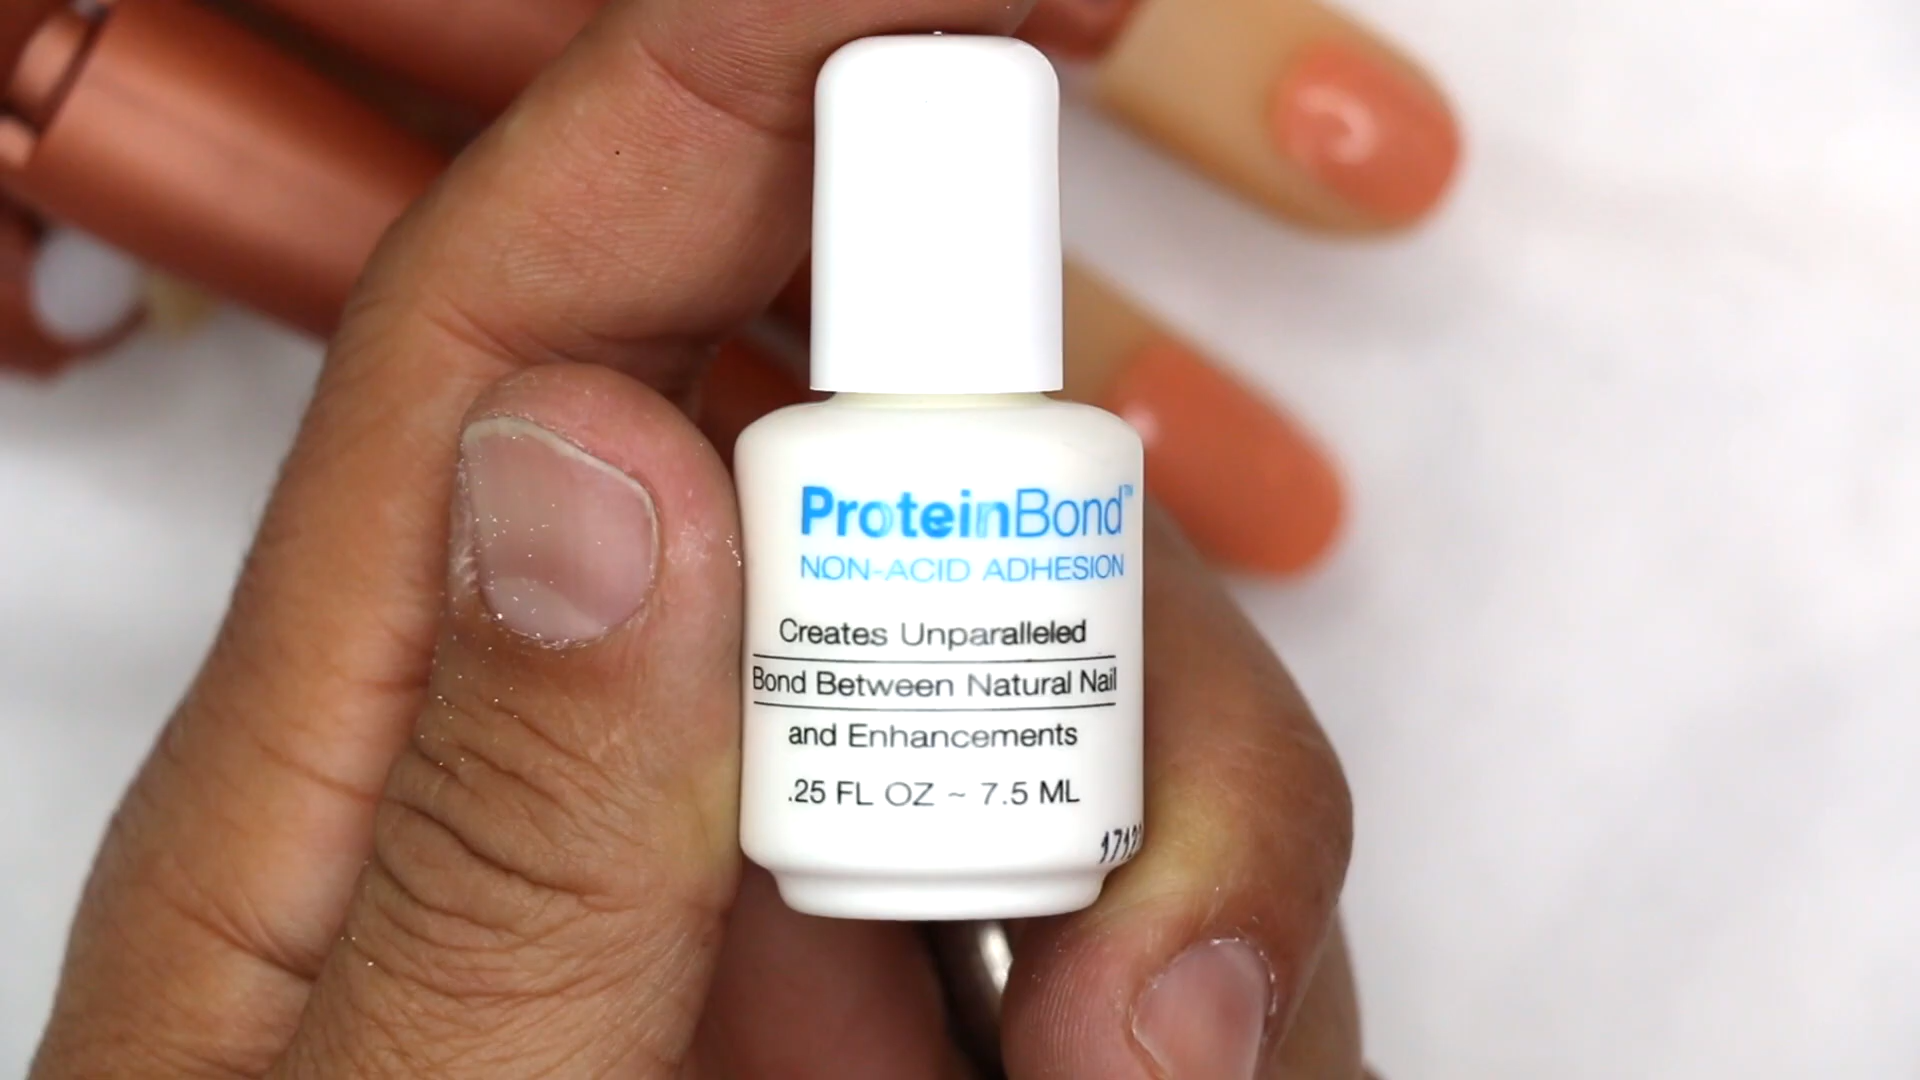 ProteinBond™
NON-ACID ADHESION
Creates Unparalleled
Bond Between Natural Nail
and Enhancements
.25 FL OZ ~ 7.5 ML